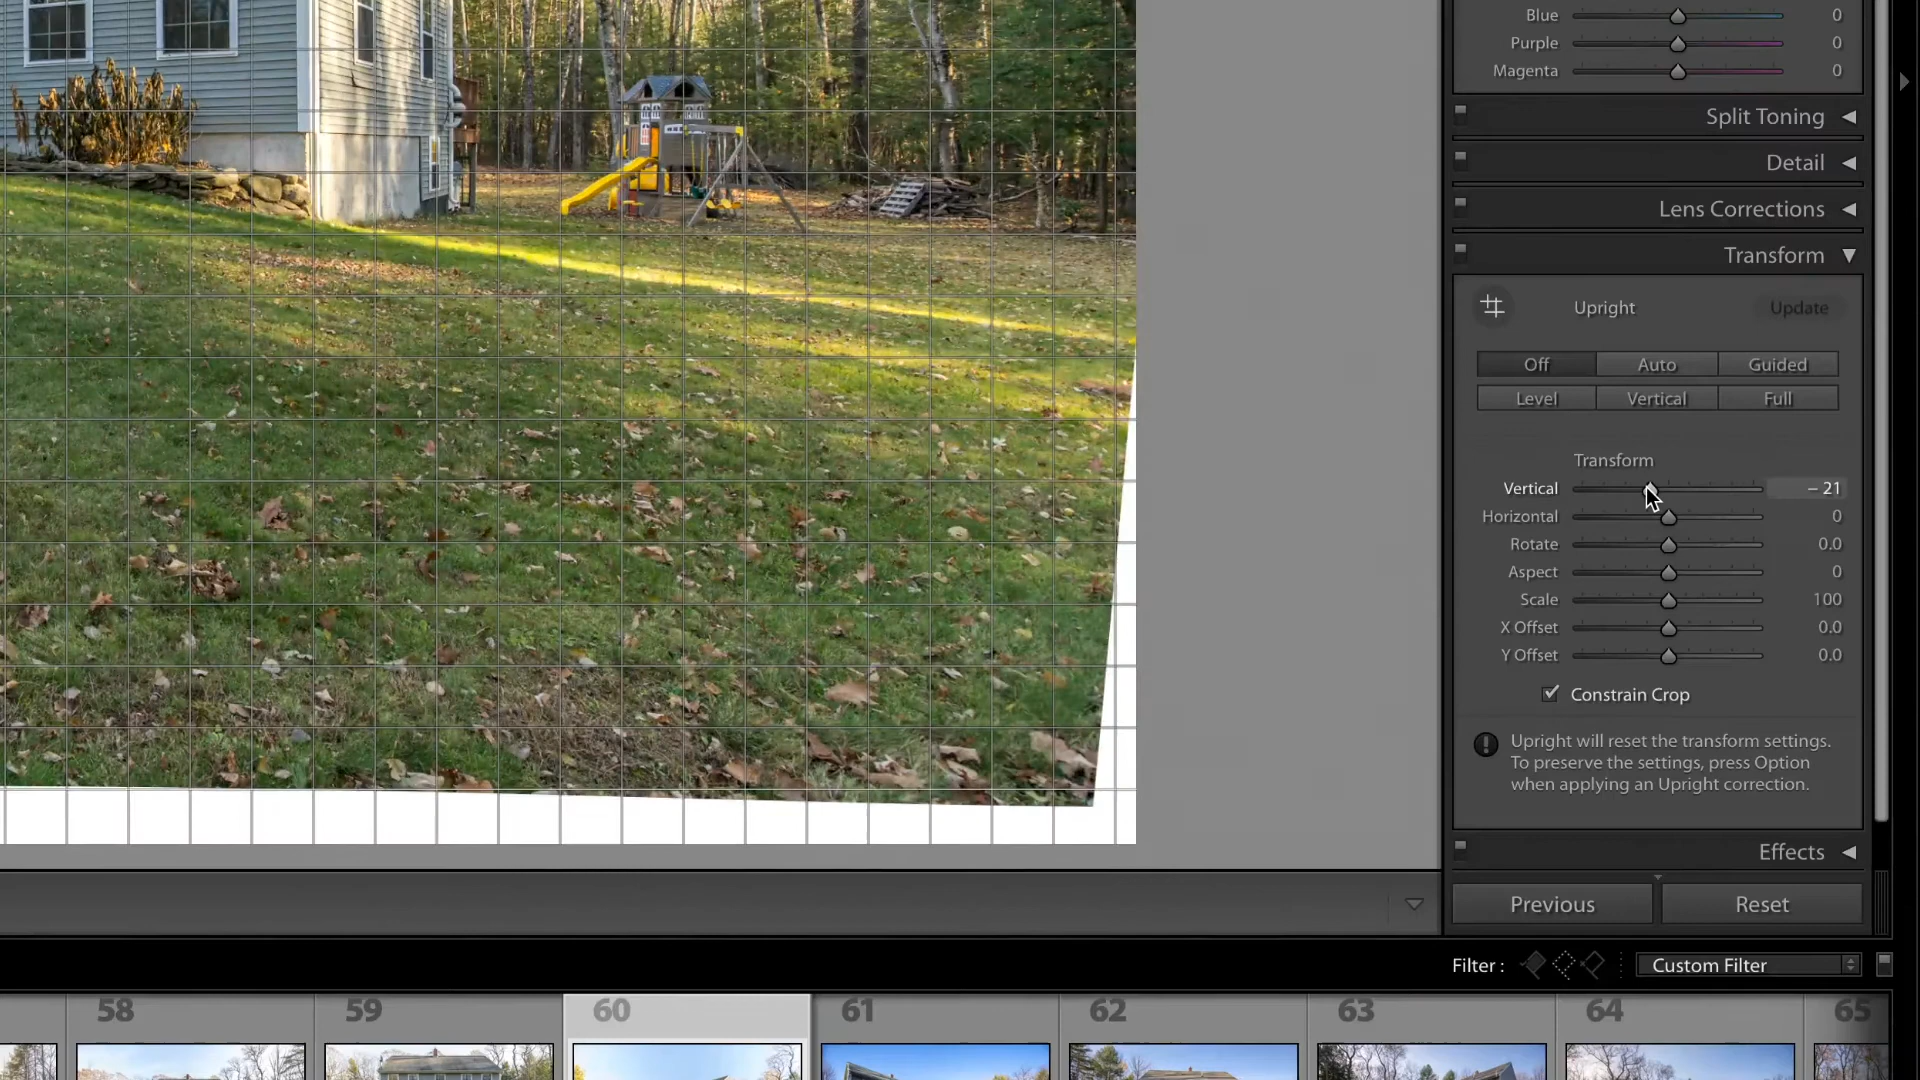 Blue 0
Purple 0
Magenta 0
Split Toning
Detail
Lens Corrections
Transform
Upright Update
Off Auto Guided
Level Vertical Full
Transform
Vertical – 21
Horizontal 0
Rotate 0.0
Aspect 0
Scale 100
X Offset 0.0
Y Offset 0.0
Constrain Crop
Upright will reset the transform settings.
To preserve the settings, press Option
when applying an Upright correction.
Effects
Previous Reset
Filter : Custom Filter
58 59 60 61 62 63 64 65